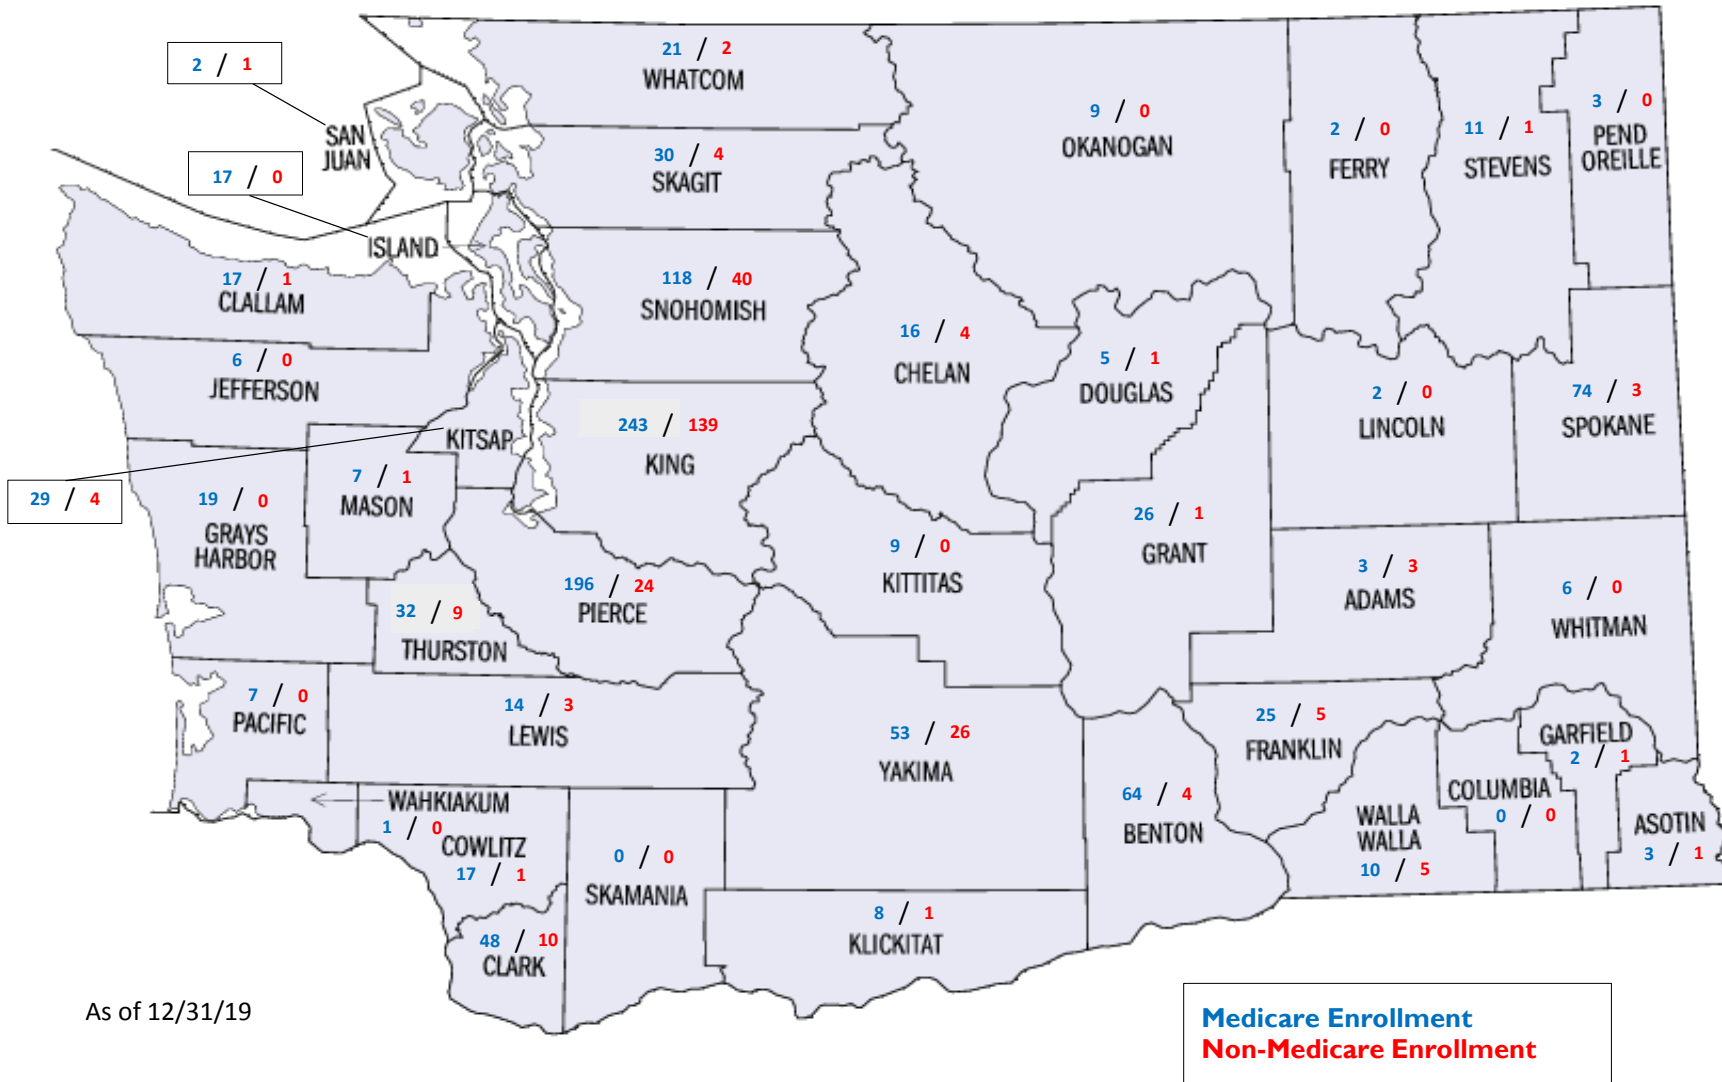 21 / 2
WHATCOM
2 / 1
SAN
JUAN
9 / 0
OKANOGAN
2 / 0
FERRY
11 / 1
STEVENS
3 / 0
PEND
OREILLE
30 / 4
SKAGIT
17 / 0
ISLAND
17 / 1
CLALLAM
118 / 40
SNOHOMISH
6 / 0
JEFFERSON
16 / 4
CHELAN
5 / 1
DOUGLAS
2 / 0
LINCOLN
74 / 3
SPOKANE
243 / 139
KING
KITSAP
29 / 4
7 / 1
MASON
19 / 0
GRAYS
HARBOR
26 / 1
GRANT
9 / 0
KITTITAS
3 / 3
ADAMS
6 / 0
WHITMAN
196 / 24
PIERCE
32 / 9
THURSTON
7 / 0
PACIFIC
14 / 3
LEWIS
53 / 26
YAKIMA
25 / 5
FRANKLIN
GARFIELD
2 / 1
COLUMBIA
0 / 0
WALLA
WALLA
10 / 5
ASOTIN
3 / 1
64 / 4
BENTON
WAHKIAKUM
1 / 0
COWLITZ
17 / 1
0 / 0
SKAMANIA
8 / 1
KLICKITAT
48 / 10
CLARK
As of 12/31/19
Medicare Enrollment
Non-Medicare Enrollment